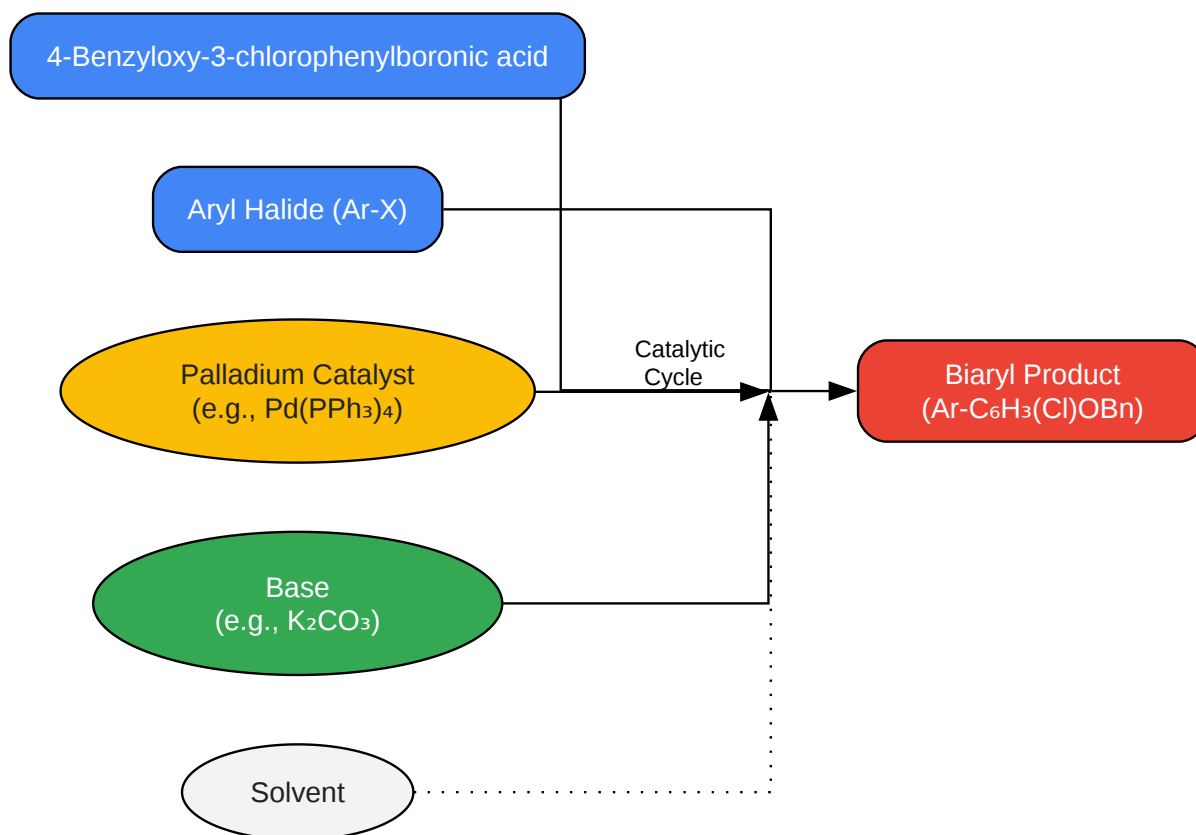 4-Benzyloxy-3-chlorophenylboronic acid
Aryl Halide (Ar-X)
Catalytic
Cycle
Palladium Catalyst
(e.g., Pd(PPh₃)₄)
Biaryl Product
(Ar-C₆H₃(Cl)OBn)
Base
(e.g., K₂CO₃)
Solvent